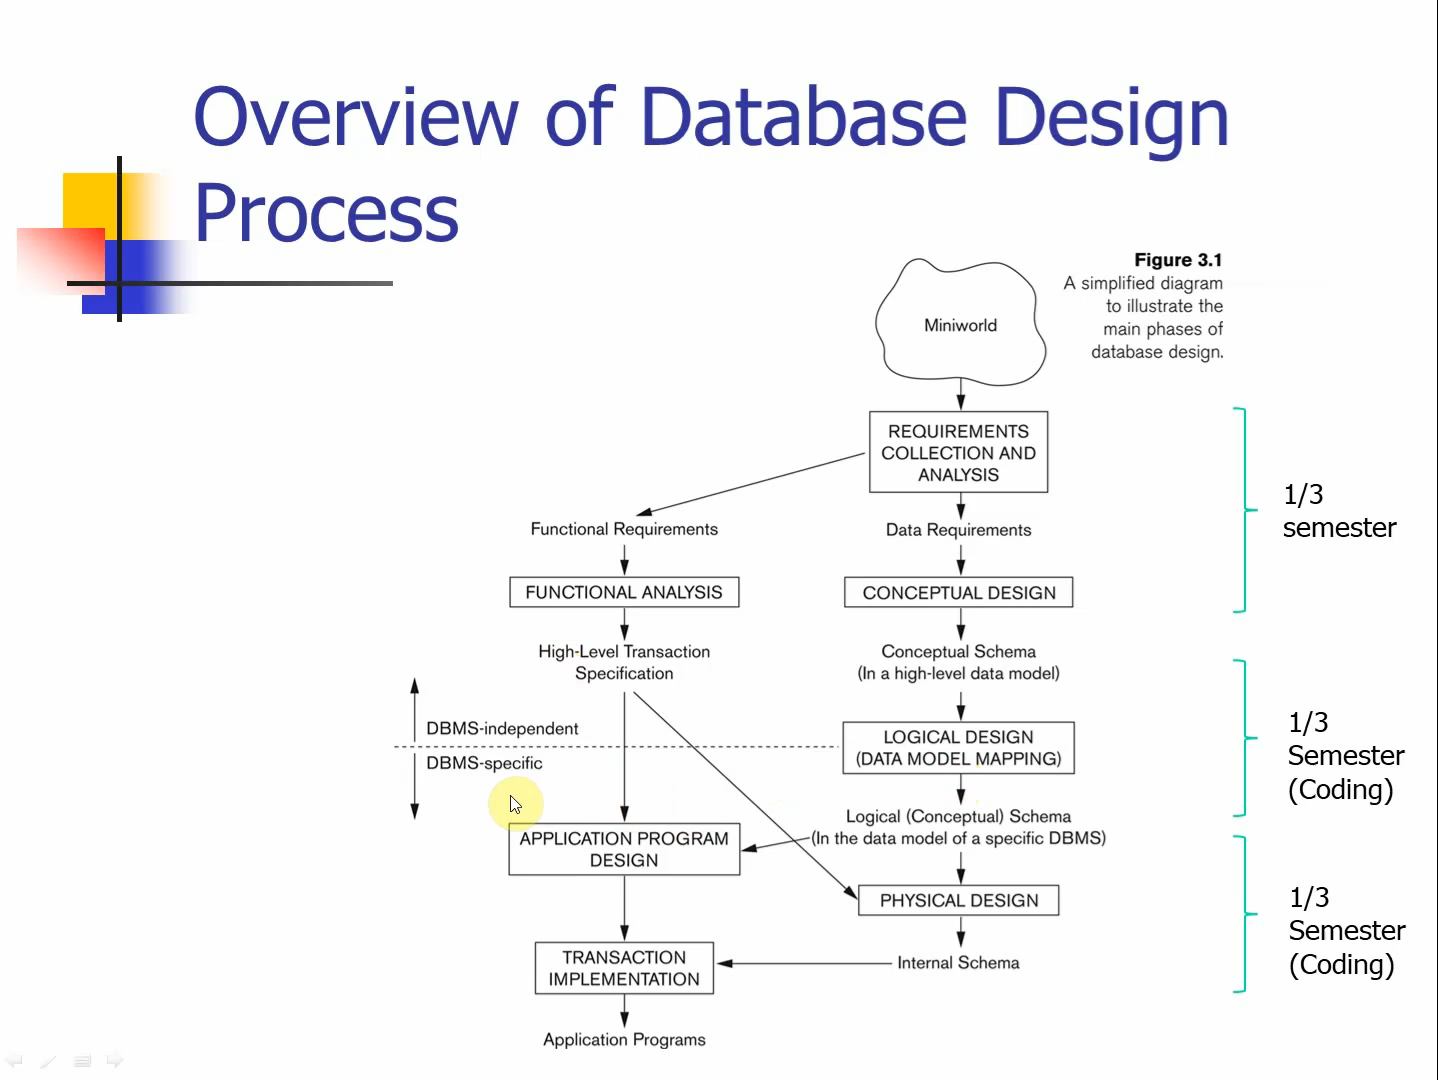 Overview of Database Design
Process
Figure 3.1
A simplified diagram
to illustrate the
main phases of
database design.
Miniworld
REQUIREMENTS
COLLECTION AND
ANALYSIS
1/3
semester
Functional Requirements
Data Requirements
FUNCTIONAL ANALYSIS
CONCEPTUAL DESIGN
High-Level Transaction
Specification
Conceptual Schema
(In a high-level data model)
DBMS-independent
DBMS-specific
LOGICAL DESIGN
(DATA MODEL MAPPING)
1/3
Semester
(Coding)
Logical (Conceptual) Schema
(In the data model of a specific DBMS)
APPLICATION PROGRAM
DESIGN
PHYSICAL DESIGN
1/3
Semester
(Coding)
TRANSACTION
IMPLEMENTATION
Internal Schema
Application Programs